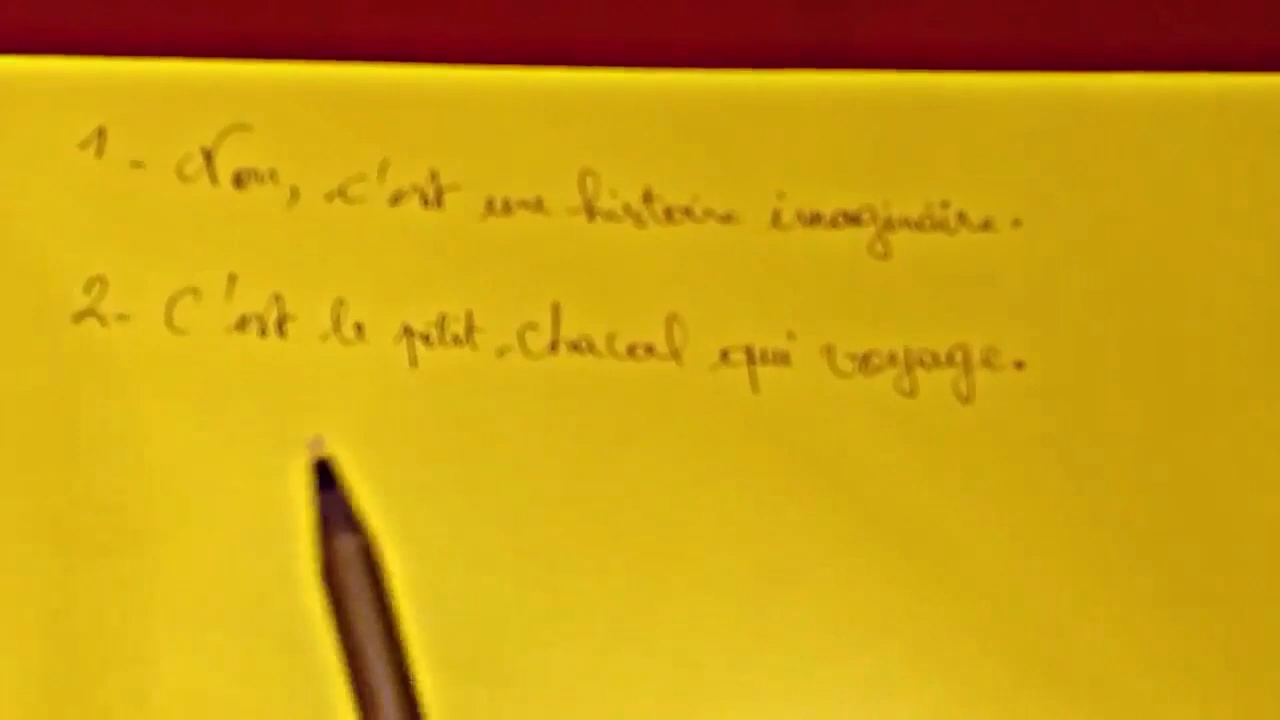 1- Non, c'est une histoire imaginaire.
2- C'est le petit chacal qui voyage.